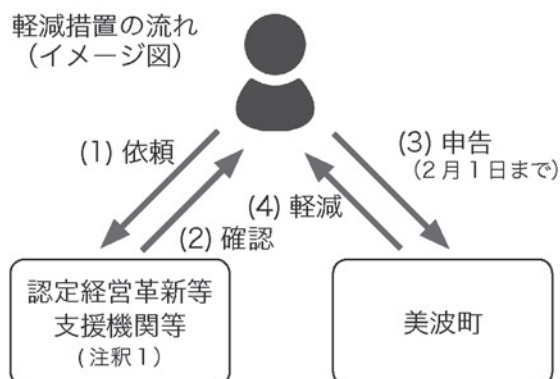 軽減措置の流れ
(イメージ図)
(1) 依頼
(2) 確認
(3) 申告
(2月1日まで)
(4) 軽減
認定経営革新等
支援機関等
(注釈1)
美波町